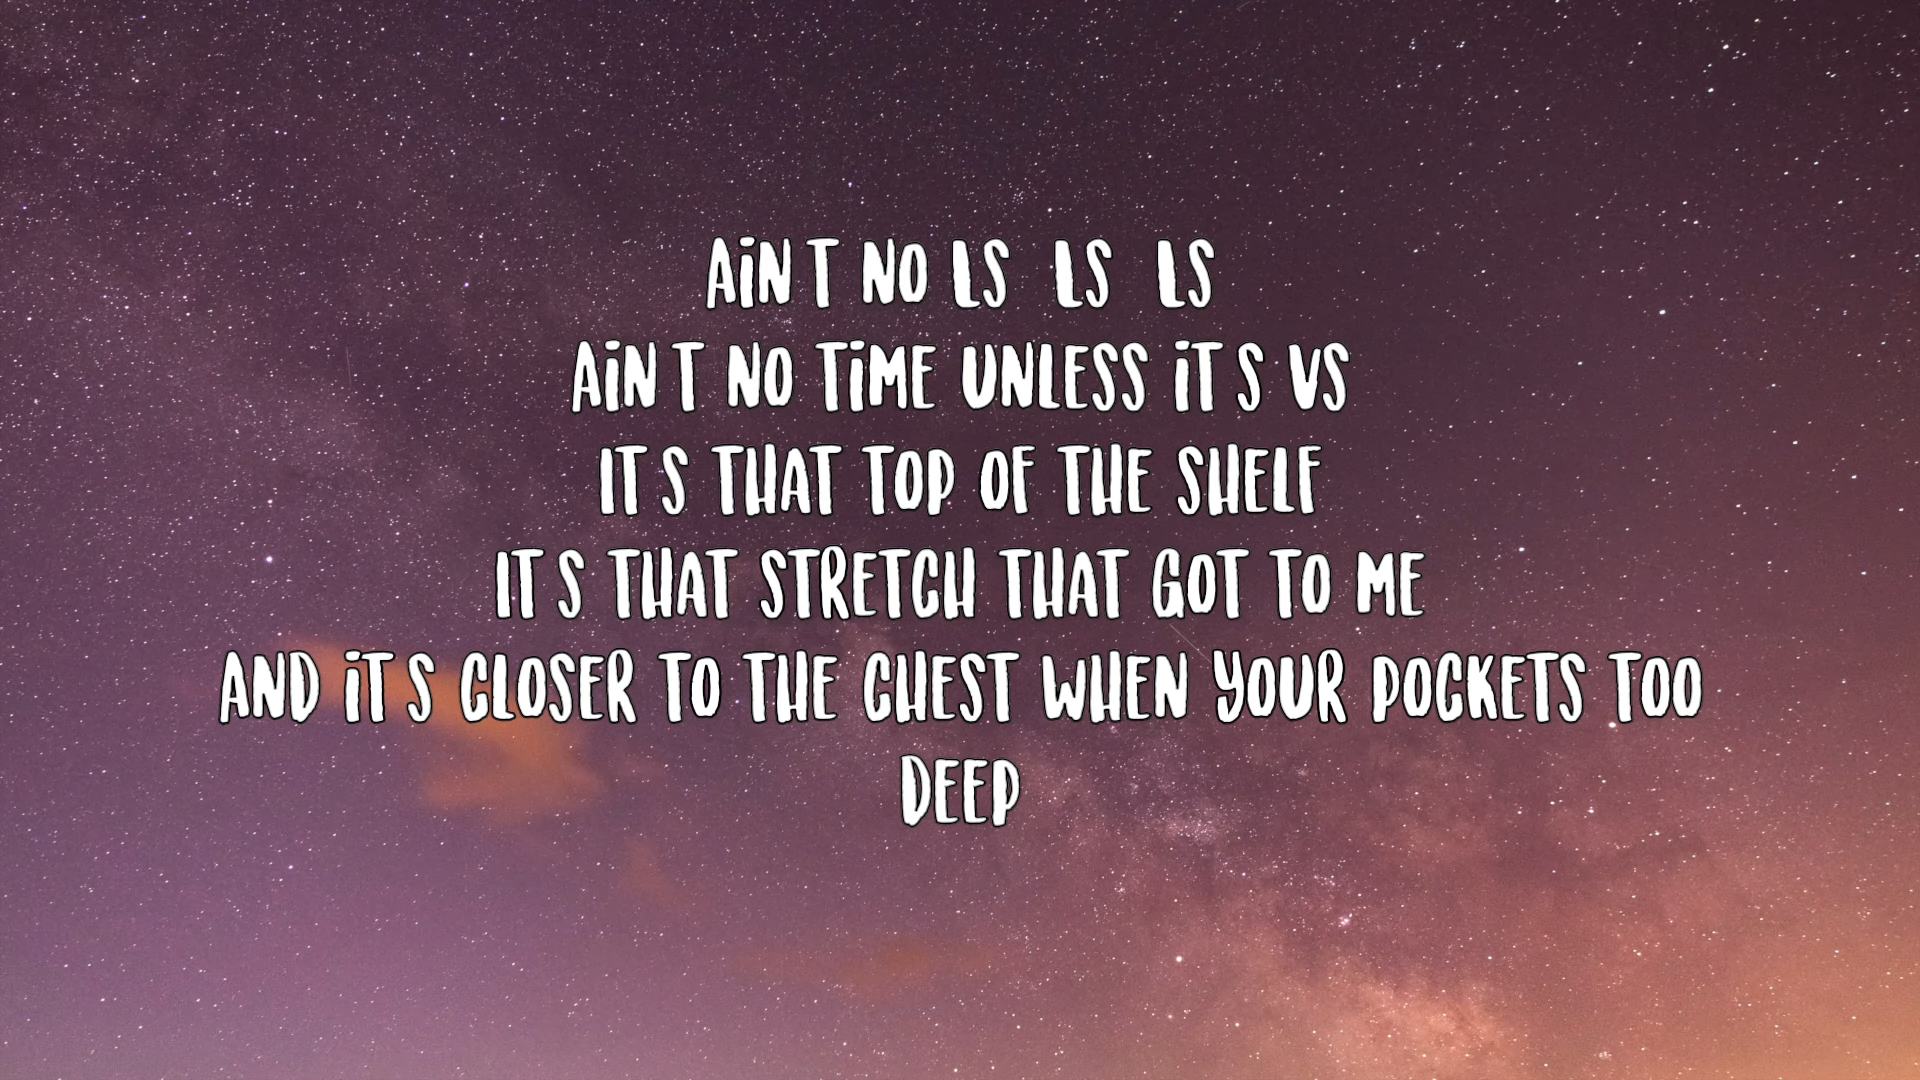 AiN T NO LS  LS  LS
AiN T NO TiME UNLESS iT S VS
IT S THAT TOP OF THE SHELF
IT S THAT STRETCH THAT GOT TO ME
AND iT S CLOSER TO THE CHEST WHEN YOUR POCKETS TOO
DEEP